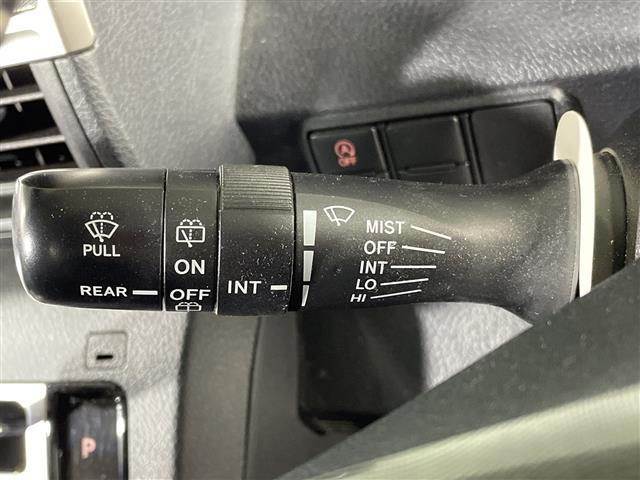 PULL
REAR
ON
OFF
INT
MIST
OFF
INT
LO
HI
P